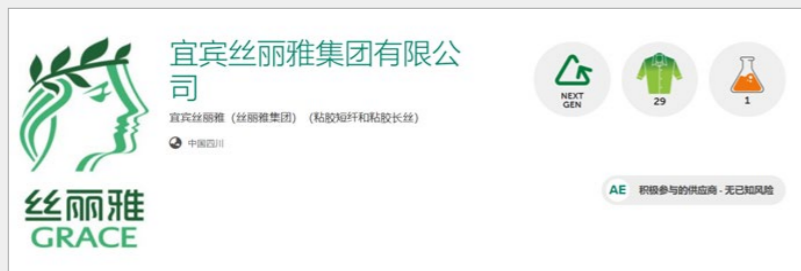 宜宾丝丽雅集团有限公
司
宜宾丝丽雅（丝丽雅集团）（粘胶短纤和粘胶长丝）
中国四川
丝丽雅
GRACE
NEXT
GEN
29
1
AE 积极参与的供应商 - 无已知风险